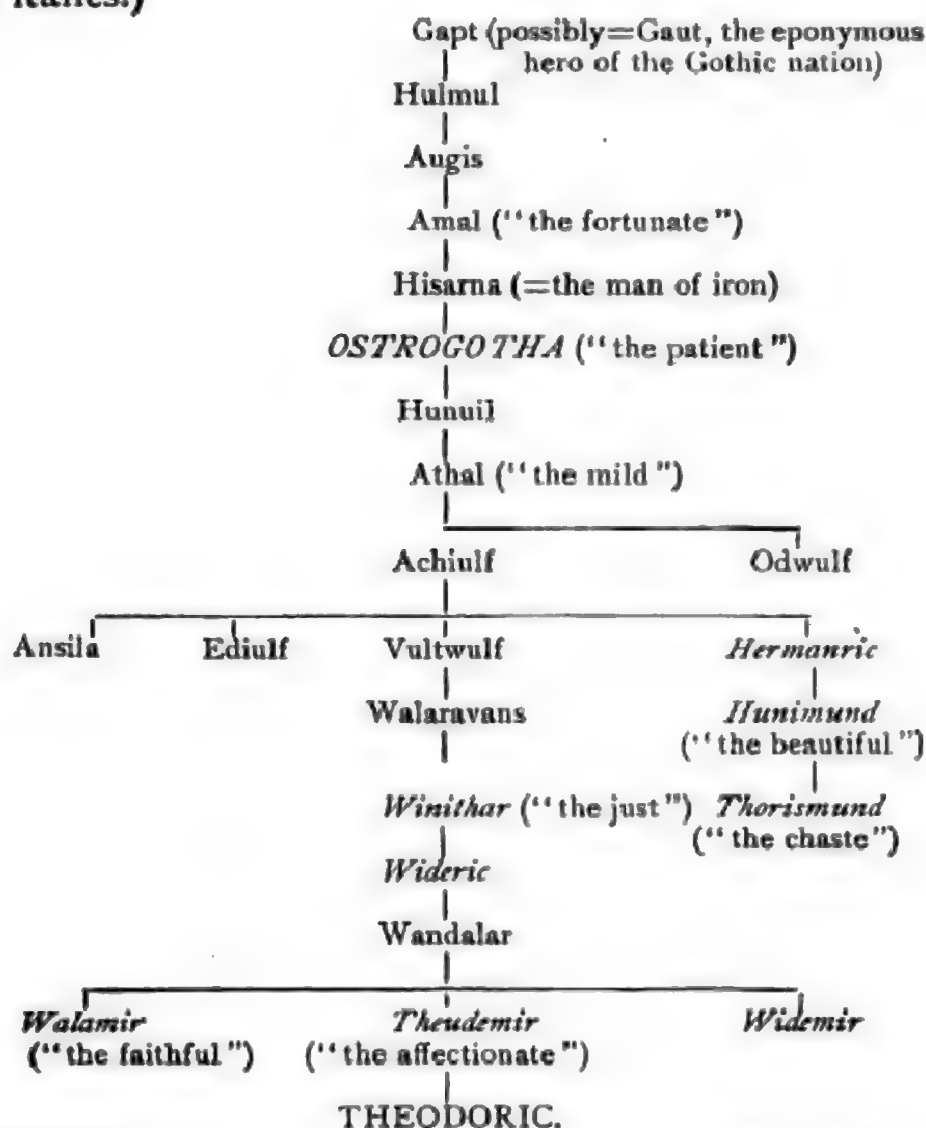 italics.)
Gapt (possibly=Gaut, the eponymous
hero of the Gothic nation)
Hulmul
Augis
Amal ("the fortunate")
Hisarna (=the man of iron)
OSTROGOTHA ("the patient")
Hunuil
Athal ("the mild")
Achiulf Odwulf
Ansila Ediulf Vultwulf Hermanric
Walaravans Hunimund
("the beautiful")
Winithar ("the just") Thorismund
("the chaste")
Wideric
Wandalar
Walamir Theudemir Widemir
("the faithful") ("the affectionate")
THEODORIC.